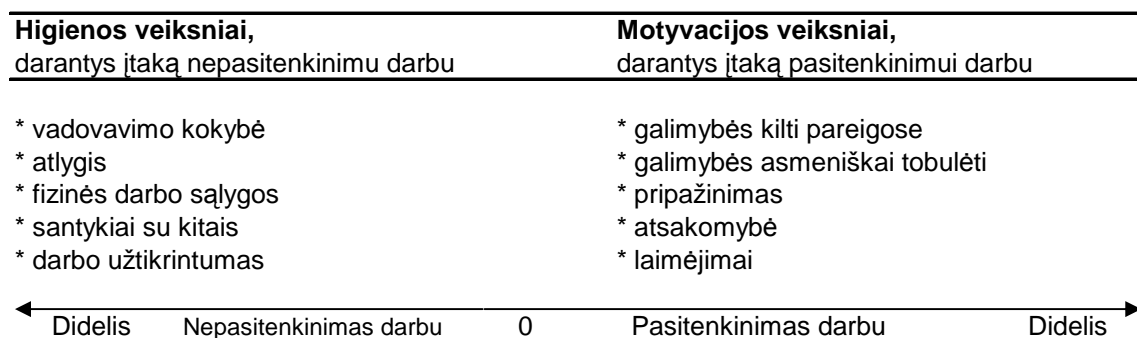 Higienos veiksniai,
darantys įtaką nepasitenkinimu darbu
* vadovavimo kokybė
* atlygis
* fizinės darbo sąlygos
* santykiai su kitais
* darbo užtikrintumas
Motyvacijos veiksniai,
darantys įtaką pasitenkinimui darbu
* galimybės kilti pareigose
* galimybės asmeniškai tobulėti
* pripažinimas
* atsakomybė
* laimėjimai
Didelis Nepasitenkinimas darbu 0 Pasitenkinimas darbu Didelis